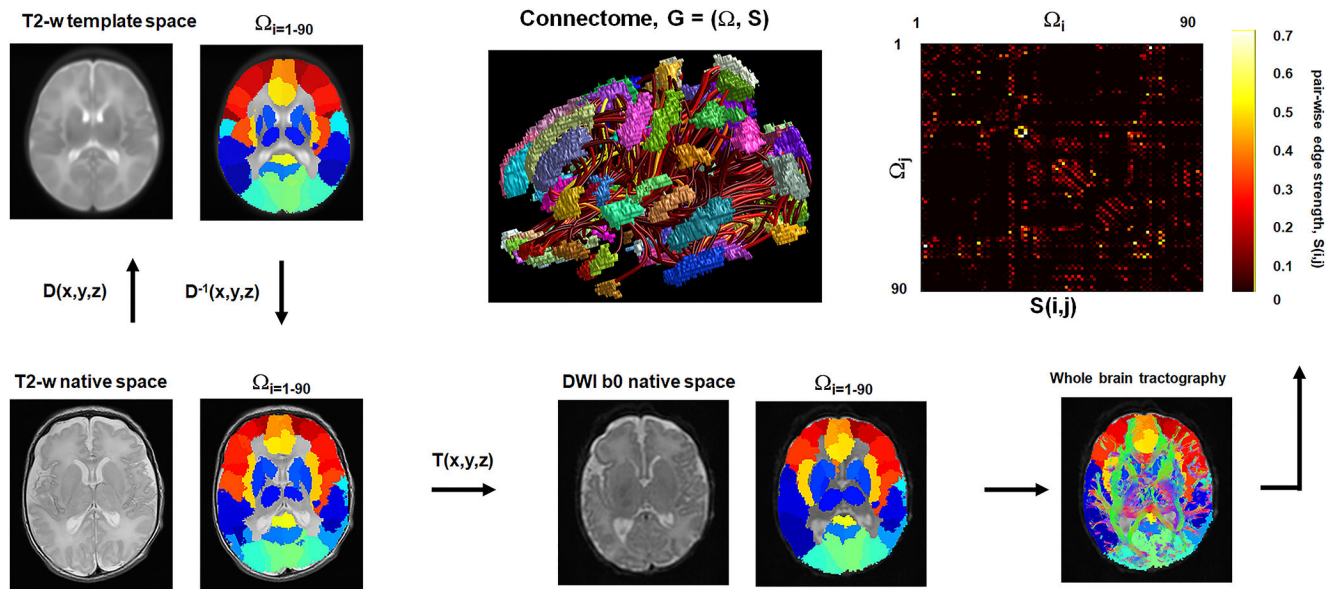 T2-w template space
Ωi=1-90
Connectome, G = (Ω, S)
1
Ωi
90
1
Ωj
90
S(i,j)
0.7
0.6
0.5
0.4
0.3
0.2
0.1
0
pair-wise edge strength, S(i,j)
D(x,y,z)
D⁻¹(x,y,z)
T2-w native space
Ωi=1-90
T(x,y,z)
DWI b0 native space
Ωi=1-90
Whole brain tractography